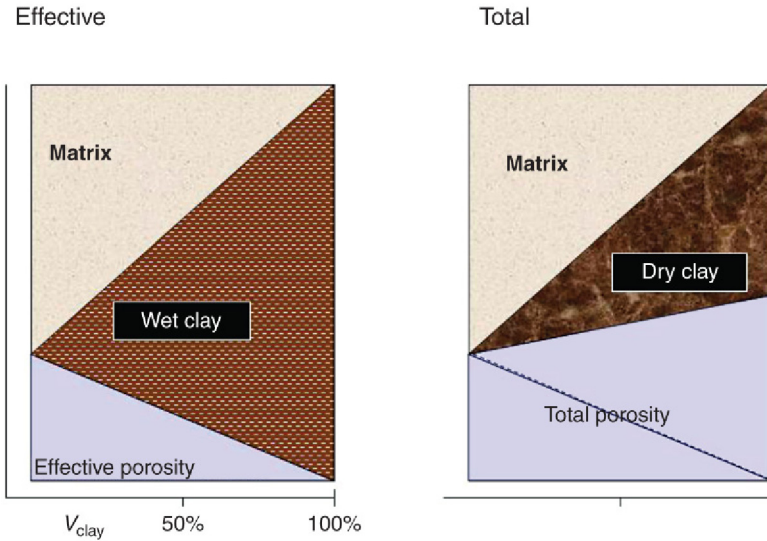 Effective
Total
Matrix
Matrix
Dry clay
Wet clay
Total porosity
Effective porosity
Vclay 50% 100%